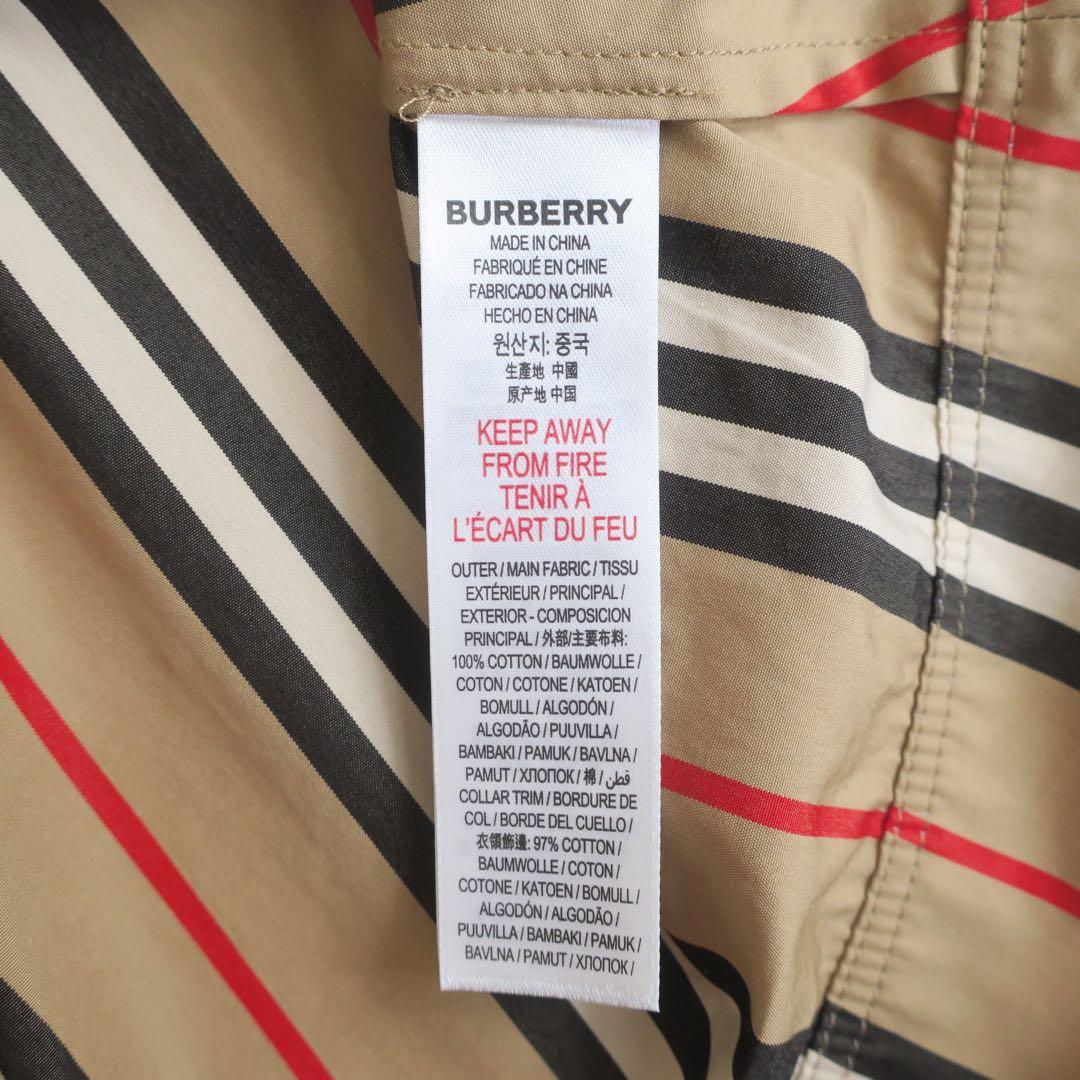 BURBERRY
MADE IN CHINA
FABRIQUÉ EN CHINE
FABRICADO NA CHINA
HECHO EN CHINA
원산지: 중국
生產地 中國
原产地 中国
KEEP AWAY
FROM FIRE
TENIR À
L'ÉCART DU FEU
OUTER / MAIN FABRIC / TISSU
EXTÉRIEUR / PRINCIPAL /
EXTERIOR - COMPOSICION
PRINCIPAL / 外部/主要布料:
100% COTTON / BAUMWOLLE /
COTON / COTONE / KATOEN /
BOMULL / ALGODÓN /
ALGODÃO / PUUVILLA /
BAMBAKI / PAMUK / BAVLNA /
PAMUT / ХЛОПОК / 棉 / قطن /
COLLAR TRIM / BORDURE DE
COL / BORDE DEL CUELLO /
衣領飾邊: 97% COTTON /
BAUMWOLLE / COTON /
COTONE / KATOEN / BOMULL /
ALGODÓN / ALGODÃO /
PUUVILLA / BAMBAKI / PAMUK /
BAVLNA / PAMUT / ХЛОПОК /